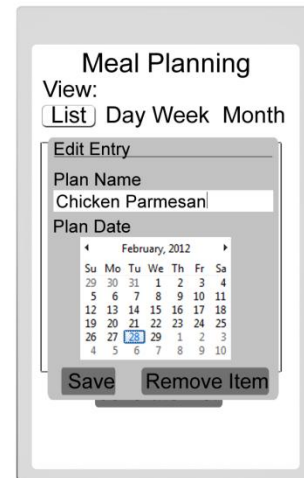 Meal Planning
View:
List Day Week Month
Edit Entry
Plan Name
Chicken Parmesan
Plan Date
February, 2012
Su Mo Tu We Th Fr Sa
29 30 31 1 2 3 4
5 6 7 8 9 10 11
12 13 14 15 16 17 18
19 20 21 22 23 24 25
26 27 28 29 1 2 3
4 5 6 7 8 9 10
Save Remove Item